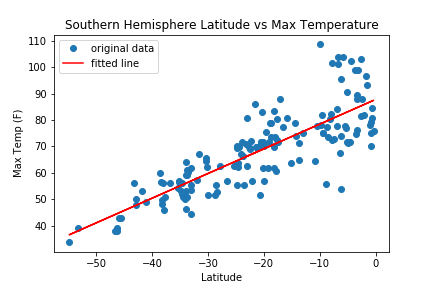 Southern Hemisphere Latitude vs Max Temperature
original data
fitted line
Max Temp (F)
110
100
90
80
70
60
50
40
−50
−40
−30
−20
−10
0
Latitude